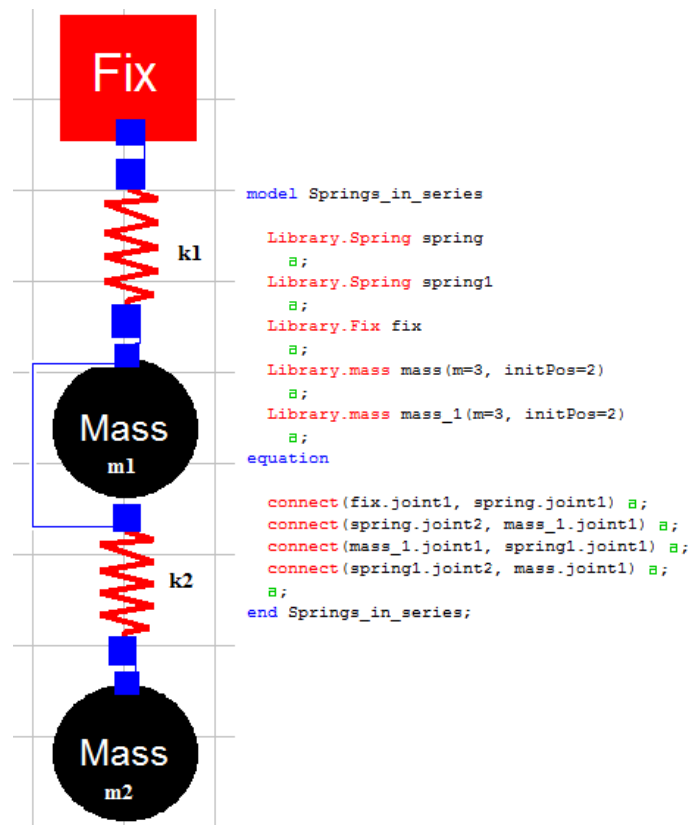 Fix
k1
Mass
m1
k2
Mass
m2
model Springs_in_series
Library.Spring spring
a;
Library.Spring spring1
a;
Library.Fix fix
a;
Library.mass mass(m=3, initPos=2)
a;
Library.mass mass_1(m=3, initPos=2)
a;
equation
connect(fix.joint1, spring.joint1) a;
connect(spring.joint2, mass_1.joint1) a;
connect(mass_1.joint1, spring1.joint1) a;
connect(spring1.joint2, mass.joint1) a;
a;
end Springs_in_series;